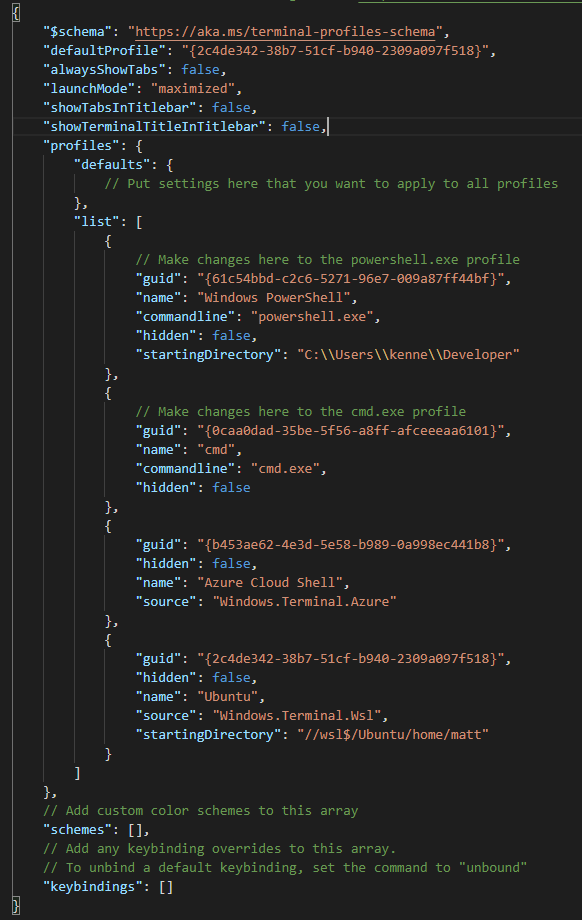 {
"$schema": "https://aka.ms/terminal-profiles-schema",
"defaultProfile": "{2c4de342-38b7-51cf-b940-2309a097f518}",
"alwaysShowTabs": false,
"launchMode": "maximized",
"showTabsInTitlebar": false,
"showTerminalTitleInTitlebar": false,
"profiles": {
"defaults": {
// Put settings here that you want to apply to all profiles
},
"list": [
{
// Make changes here to the powershell.exe profile
"guid": "{61c54bbd-c2c6-5271-96e7-009a87ff44bf}",
"name": "Windows PowerShell",
"commandline": "powershell.exe",
"hidden": false,
"startingDirectory": "C:\\Users\\kenne\\Developer"
},
{
// Make changes here to the cmd.exe profile
"guid": "{0caa0dad-35be-5f56-a8ff-afceeeaa6101}",
"name": "cmd",
"commandline": "cmd.exe",
"hidden": false
},
{
"guid": "{b453ae62-4e3d-5e58-b989-0a998ec441b8}",
"hidden": false,
"name": "Azure Cloud Shell",
"source": "Windows.Terminal.Azure"
},
{
"guid": "{2c4de342-38b7-51cf-b940-2309a097f518}",
"hidden": false,
"name": "Ubuntu",
"source": "Windows.Terminal.Wsl",
"startingDirectory": "//wsl$/Ubuntu/home/matt"
}
]
},
// Add custom color schemes to this array
"schemes": [],
// Add any keybinding overrides to this array.
// To unbind a default keybinding, set the command to "unbound"
"keybindings": []
}